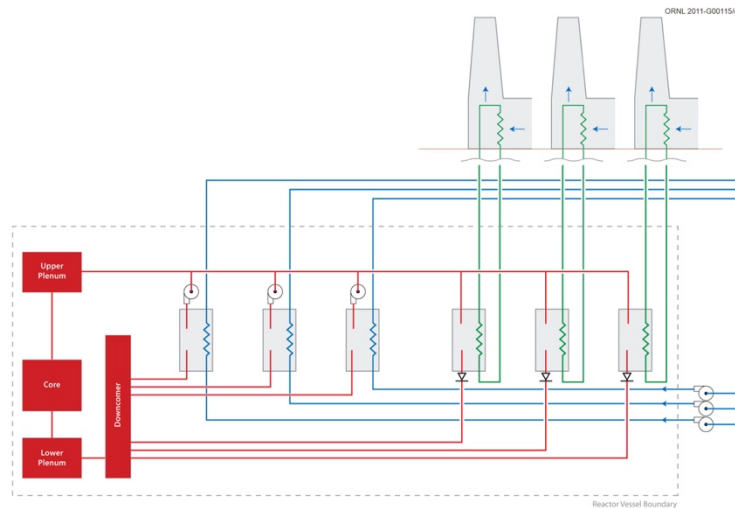 ORNL 2011-G00115/
Upper
Plenum
Core
Downcomer
Lower
Plenum
Reactor Vessel Boundary